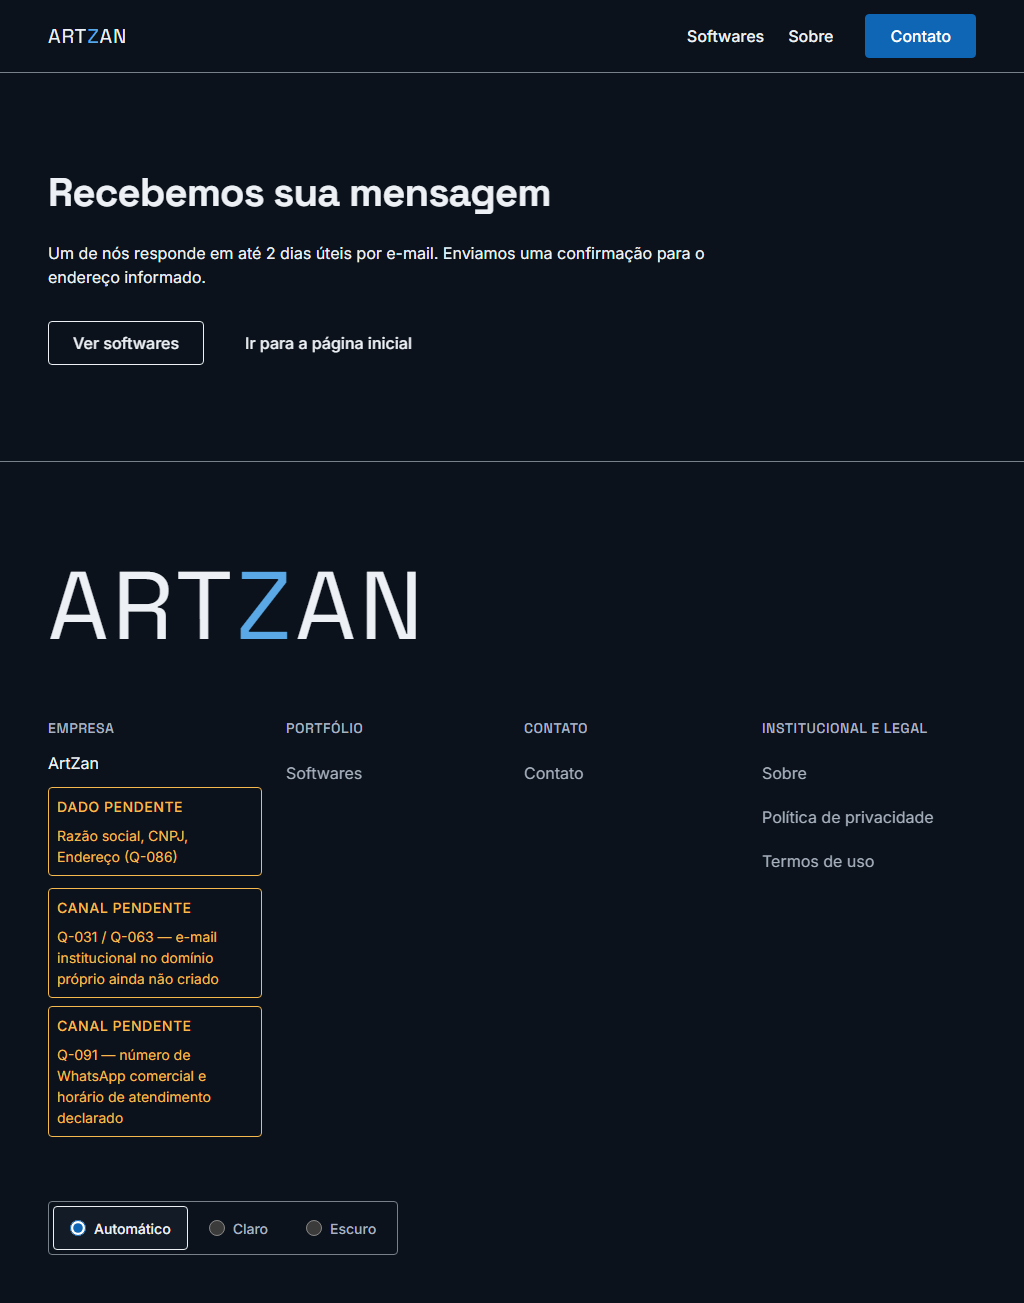 ARTZAN
Softwares
Sobre
Contato
Recebemos sua mensagem
Um de nós responde em até 2 dias úteis por e-mail. Enviamos uma confirmação para o
endereço informado.
Ver softwares
Ir para a página inicial
ARTZAN
EMPRESA
ArtZan
DADO PENDENTE
Razão social, CNPJ,
Endereço (Q-086)
CANAL PENDENTE
Q-031 / Q-063 — e-mail
institucional no domínio
próprio ainda não criado
CANAL PENDENTE
Q-091 — número de
WhatsApp comercial e
horário de atendimento
declarado
PORTFÓLIO
Softwares
CONTATO
Contato
INSTITUCIONAL E LEGAL
Sobre
Política de privacidade
Termos de uso
Automático
Claro
Escuro